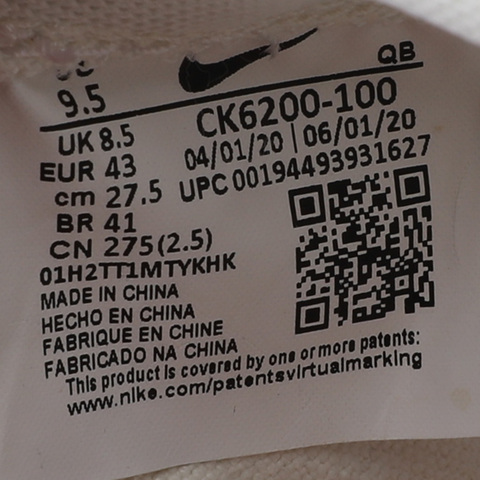 QB
9.5
CK6200-100
UK 8.5
04/01/20 | 06/01/20
EUR 43
UPC 00194493931627
cm 27.5
BR 41
CN 275(2.5)
01H2TT1MTYKHK
MADE IN CHINA
HECHO EN CHINA
FABRIQUE EN CHINE
FABRICADO NA CHINA
This product is covered by one or more patents:
www.nike.com/patentsvirtualmarking